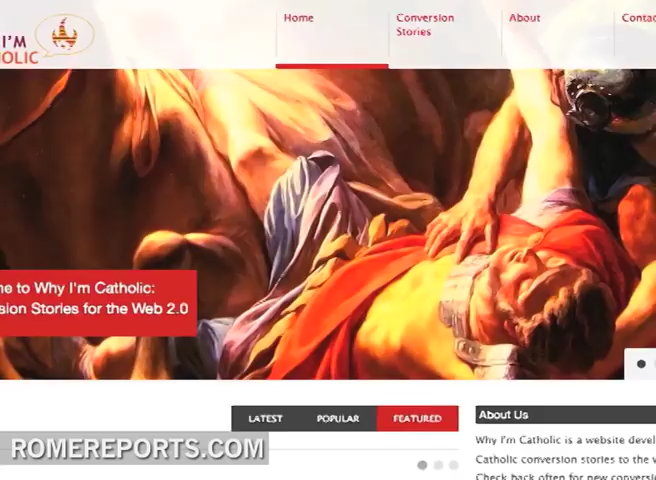 I'M
OLIC
Home
Conversion
Stories
About
Contac
ne to Why I'm Catholic:
sion Stories for the Web 2.0
LATEST
POPULAR
FEATURED
About Us
Why I'm Catholic is a website devel
Catholic conversion stories to the w
Check back often for new conversio
ROMEREPORTS.COM